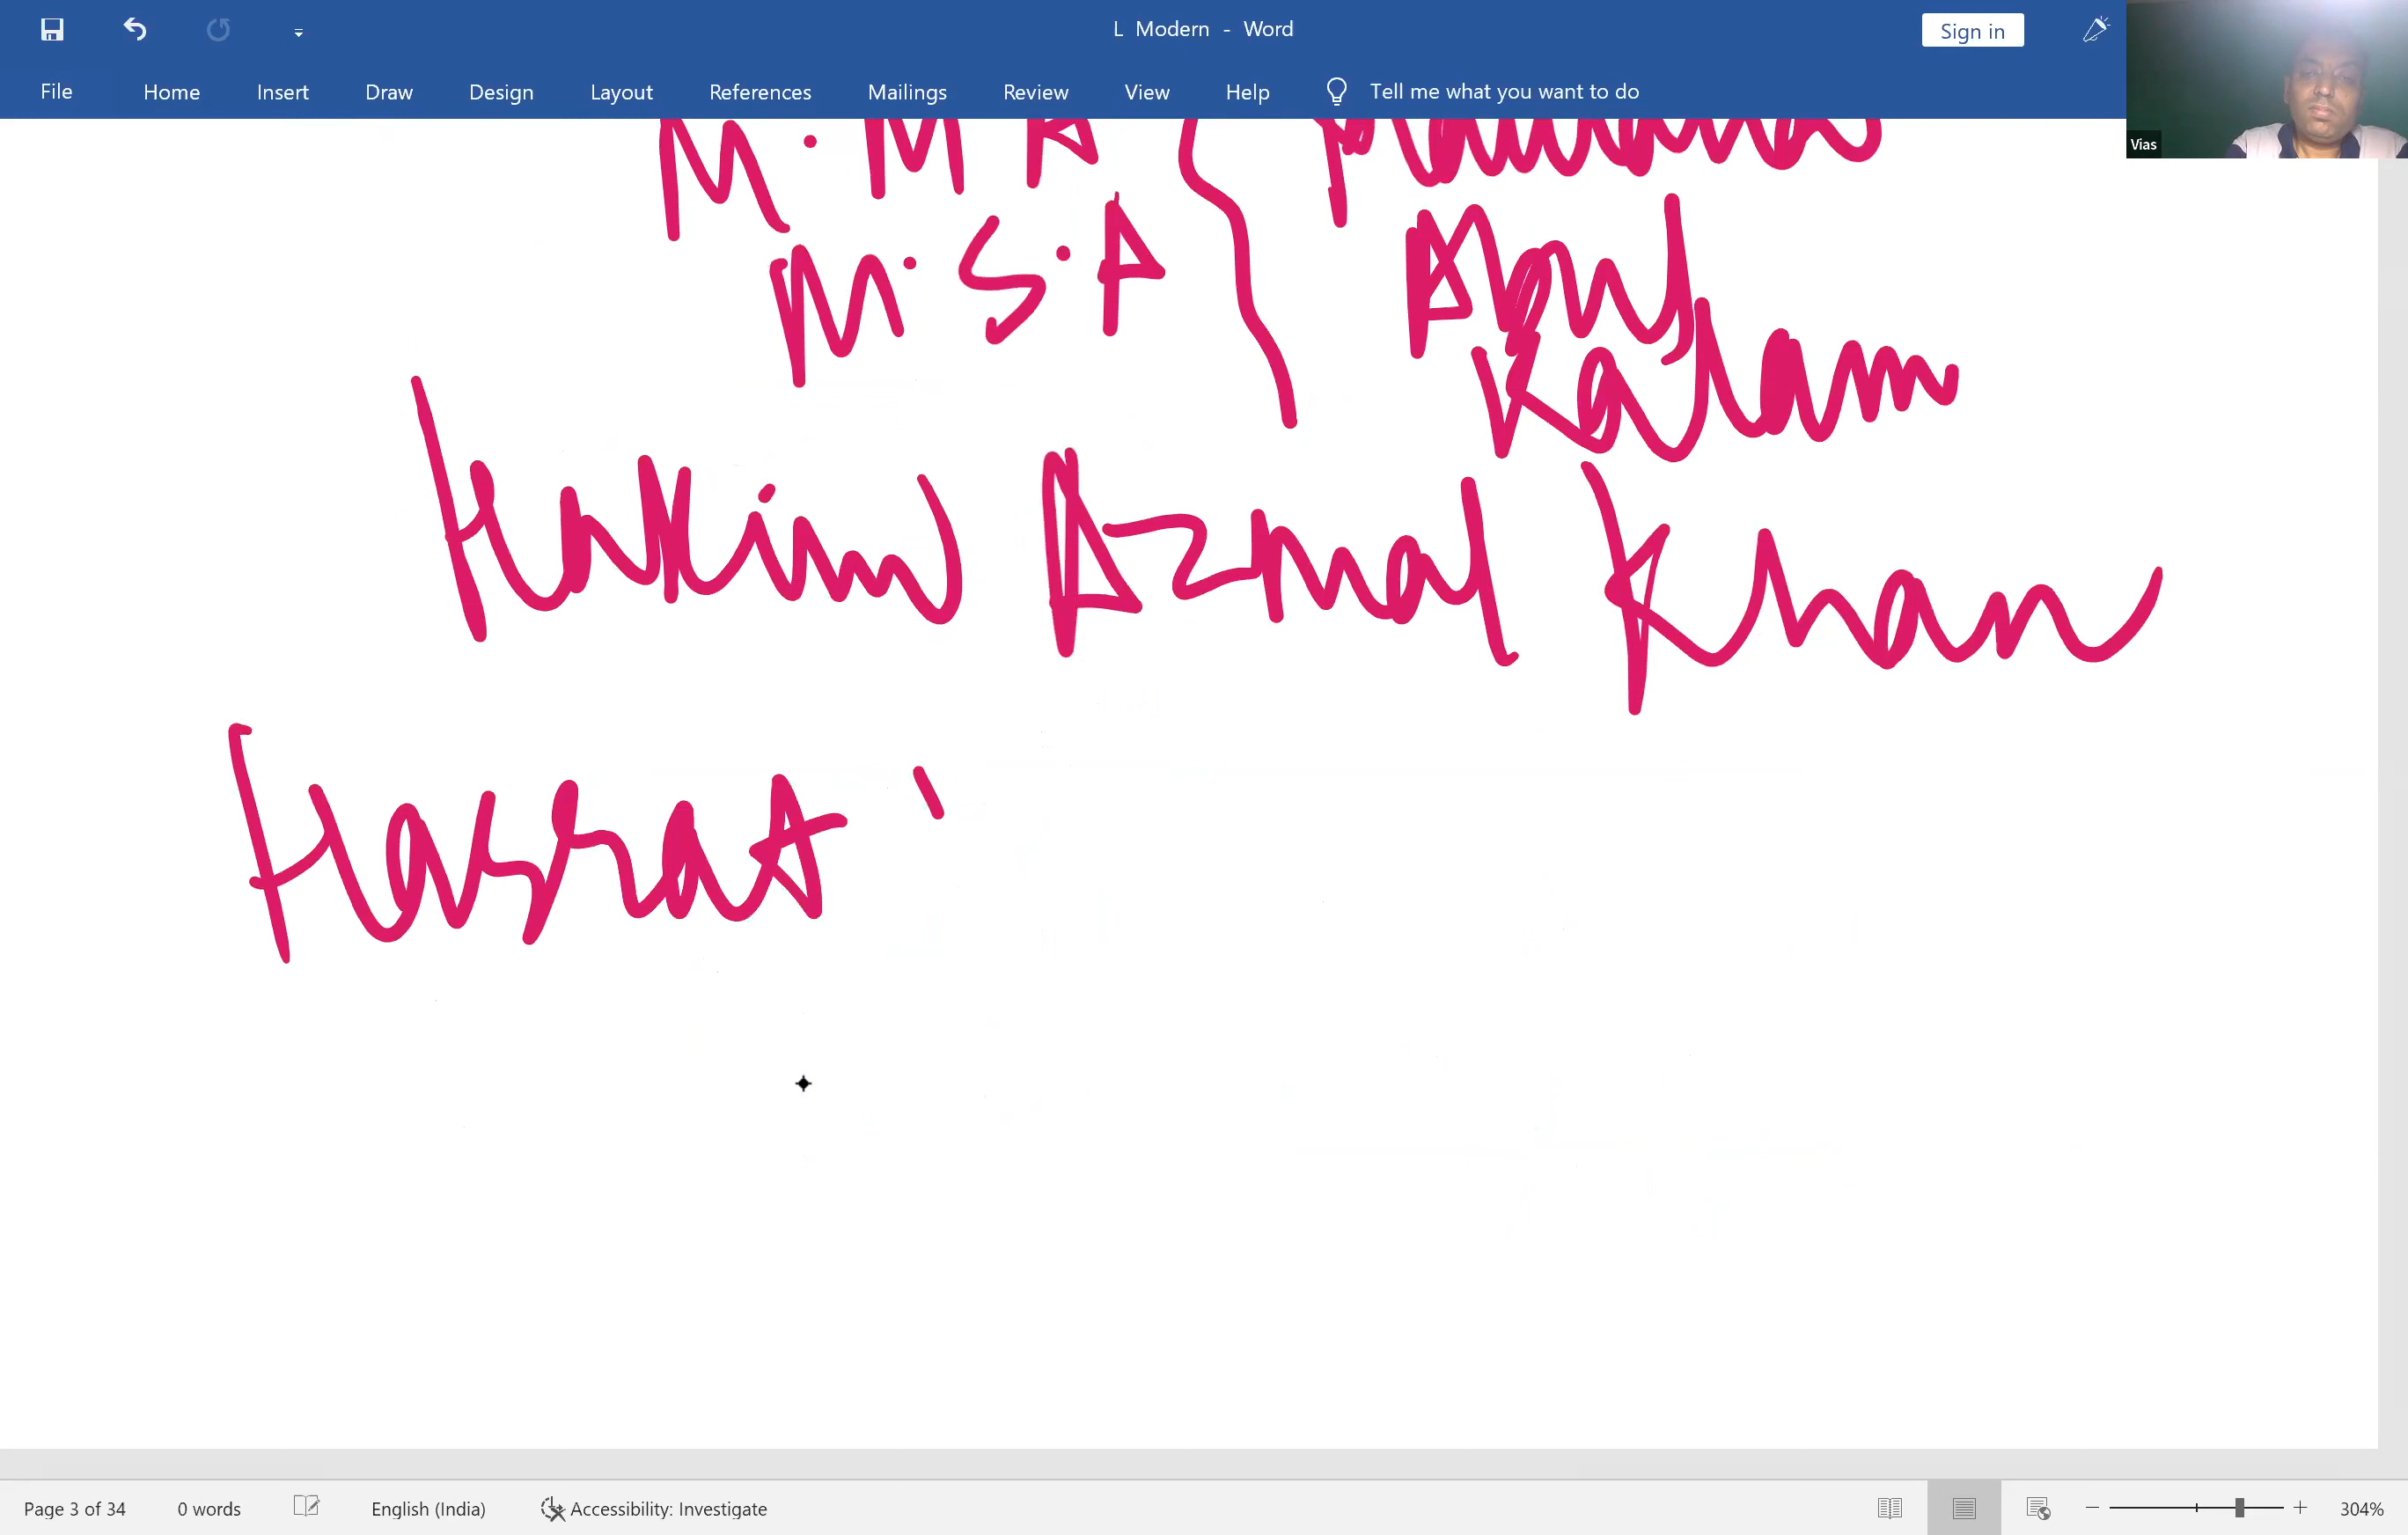 L Modern - Word
Sign in
File Home Insert Draw Design Layout References Mailings Review View Help Tell me what you want to do
Vias
M. M A Maulana
M. S. A Abul
Kalam
Hakim Azmal Khan
Hasrat
Page 3 of 34 0 words English (India) Accessibility: Investigate 304%